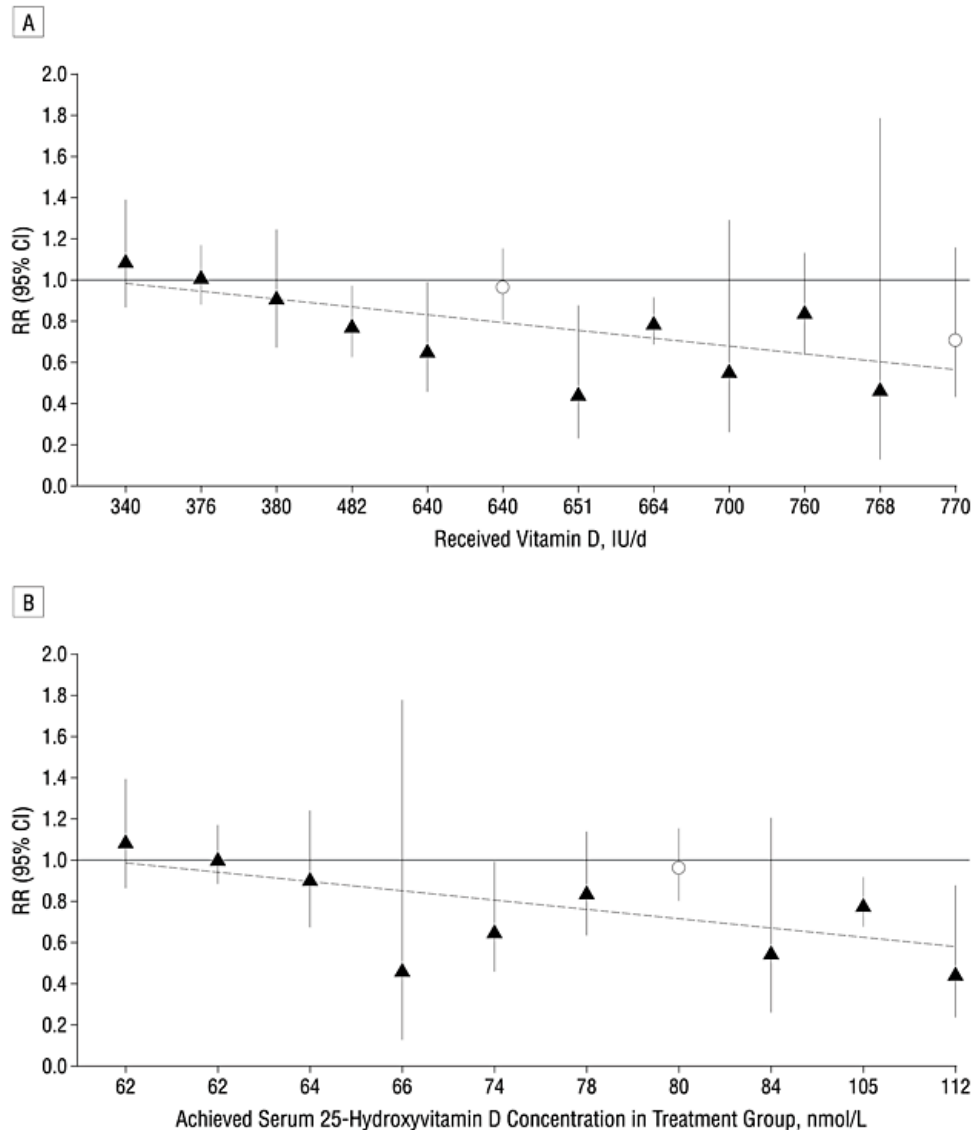 A
2.0
1.8
1.6
1.4
1.2
1.0
0.8
0.6
0.4
0.2
0.0
RR (95% CI)
340 376 380 482 640 640 651 664 700 760 768 770
Received Vitamin D, IU/d
B
2.0
1.8
1.6
1.4
1.2
1.0
0.8
0.6
0.4
0.2
0.0
RR (95% CI)
62 62 64 66 74 78 80 84 105 112
Achieved Serum 25-Hydroxyvitamin D Concentration in Treatment Group, nmol/L